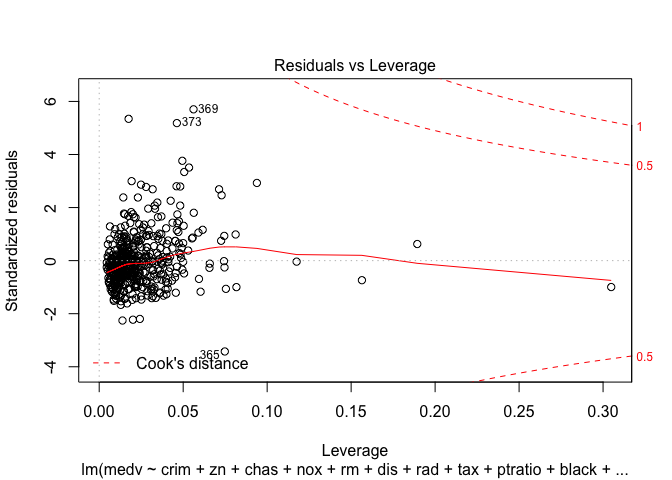 Residuals vs Leverage
Standardized residuals
6
4
2
0
-2
-4
369
373
365
1
0.5
0.5
Cook's distance
0.00 0.05 0.10 0.15 0.20 0.25 0.30
Leverage
lm(medv ~ crim + zn + chas + nox + rm + dis + rad + tax + ptratio + black + ...